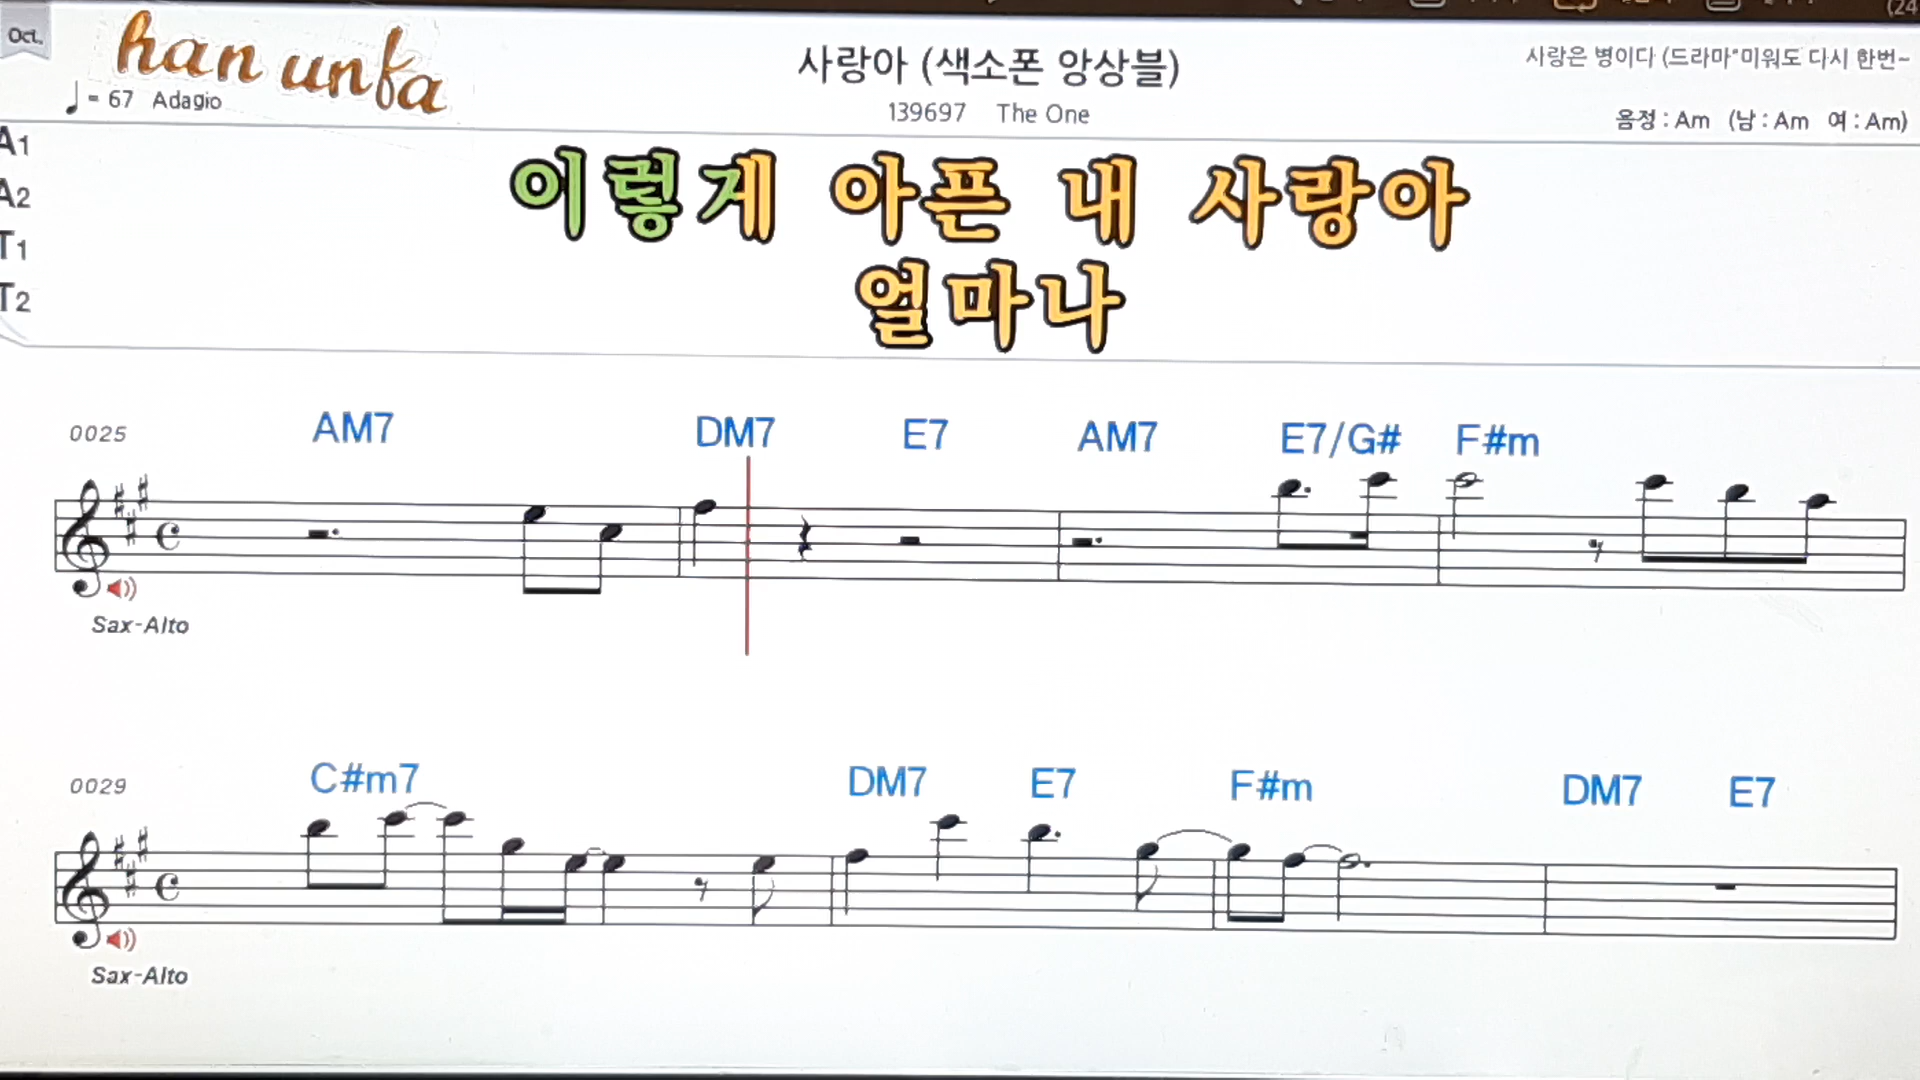 Oct.
han unfa
♩= 67 Adagio
사랑아 (색소폰 앙상블)
139697 The One
사랑은 병이다 (드라마"미워도 다시 한번~
음정 : Am (남 : Am 여 : Am)
A1
A2
T1
T2
이렇게 아픈 내 사랑아
얼마나
0025 AM7 DM7 E7 AM7 E7/G# F#m
Sax-Alto
0029 C#m7 DM7 E7 F#m DM7 E7
Sax-Alto